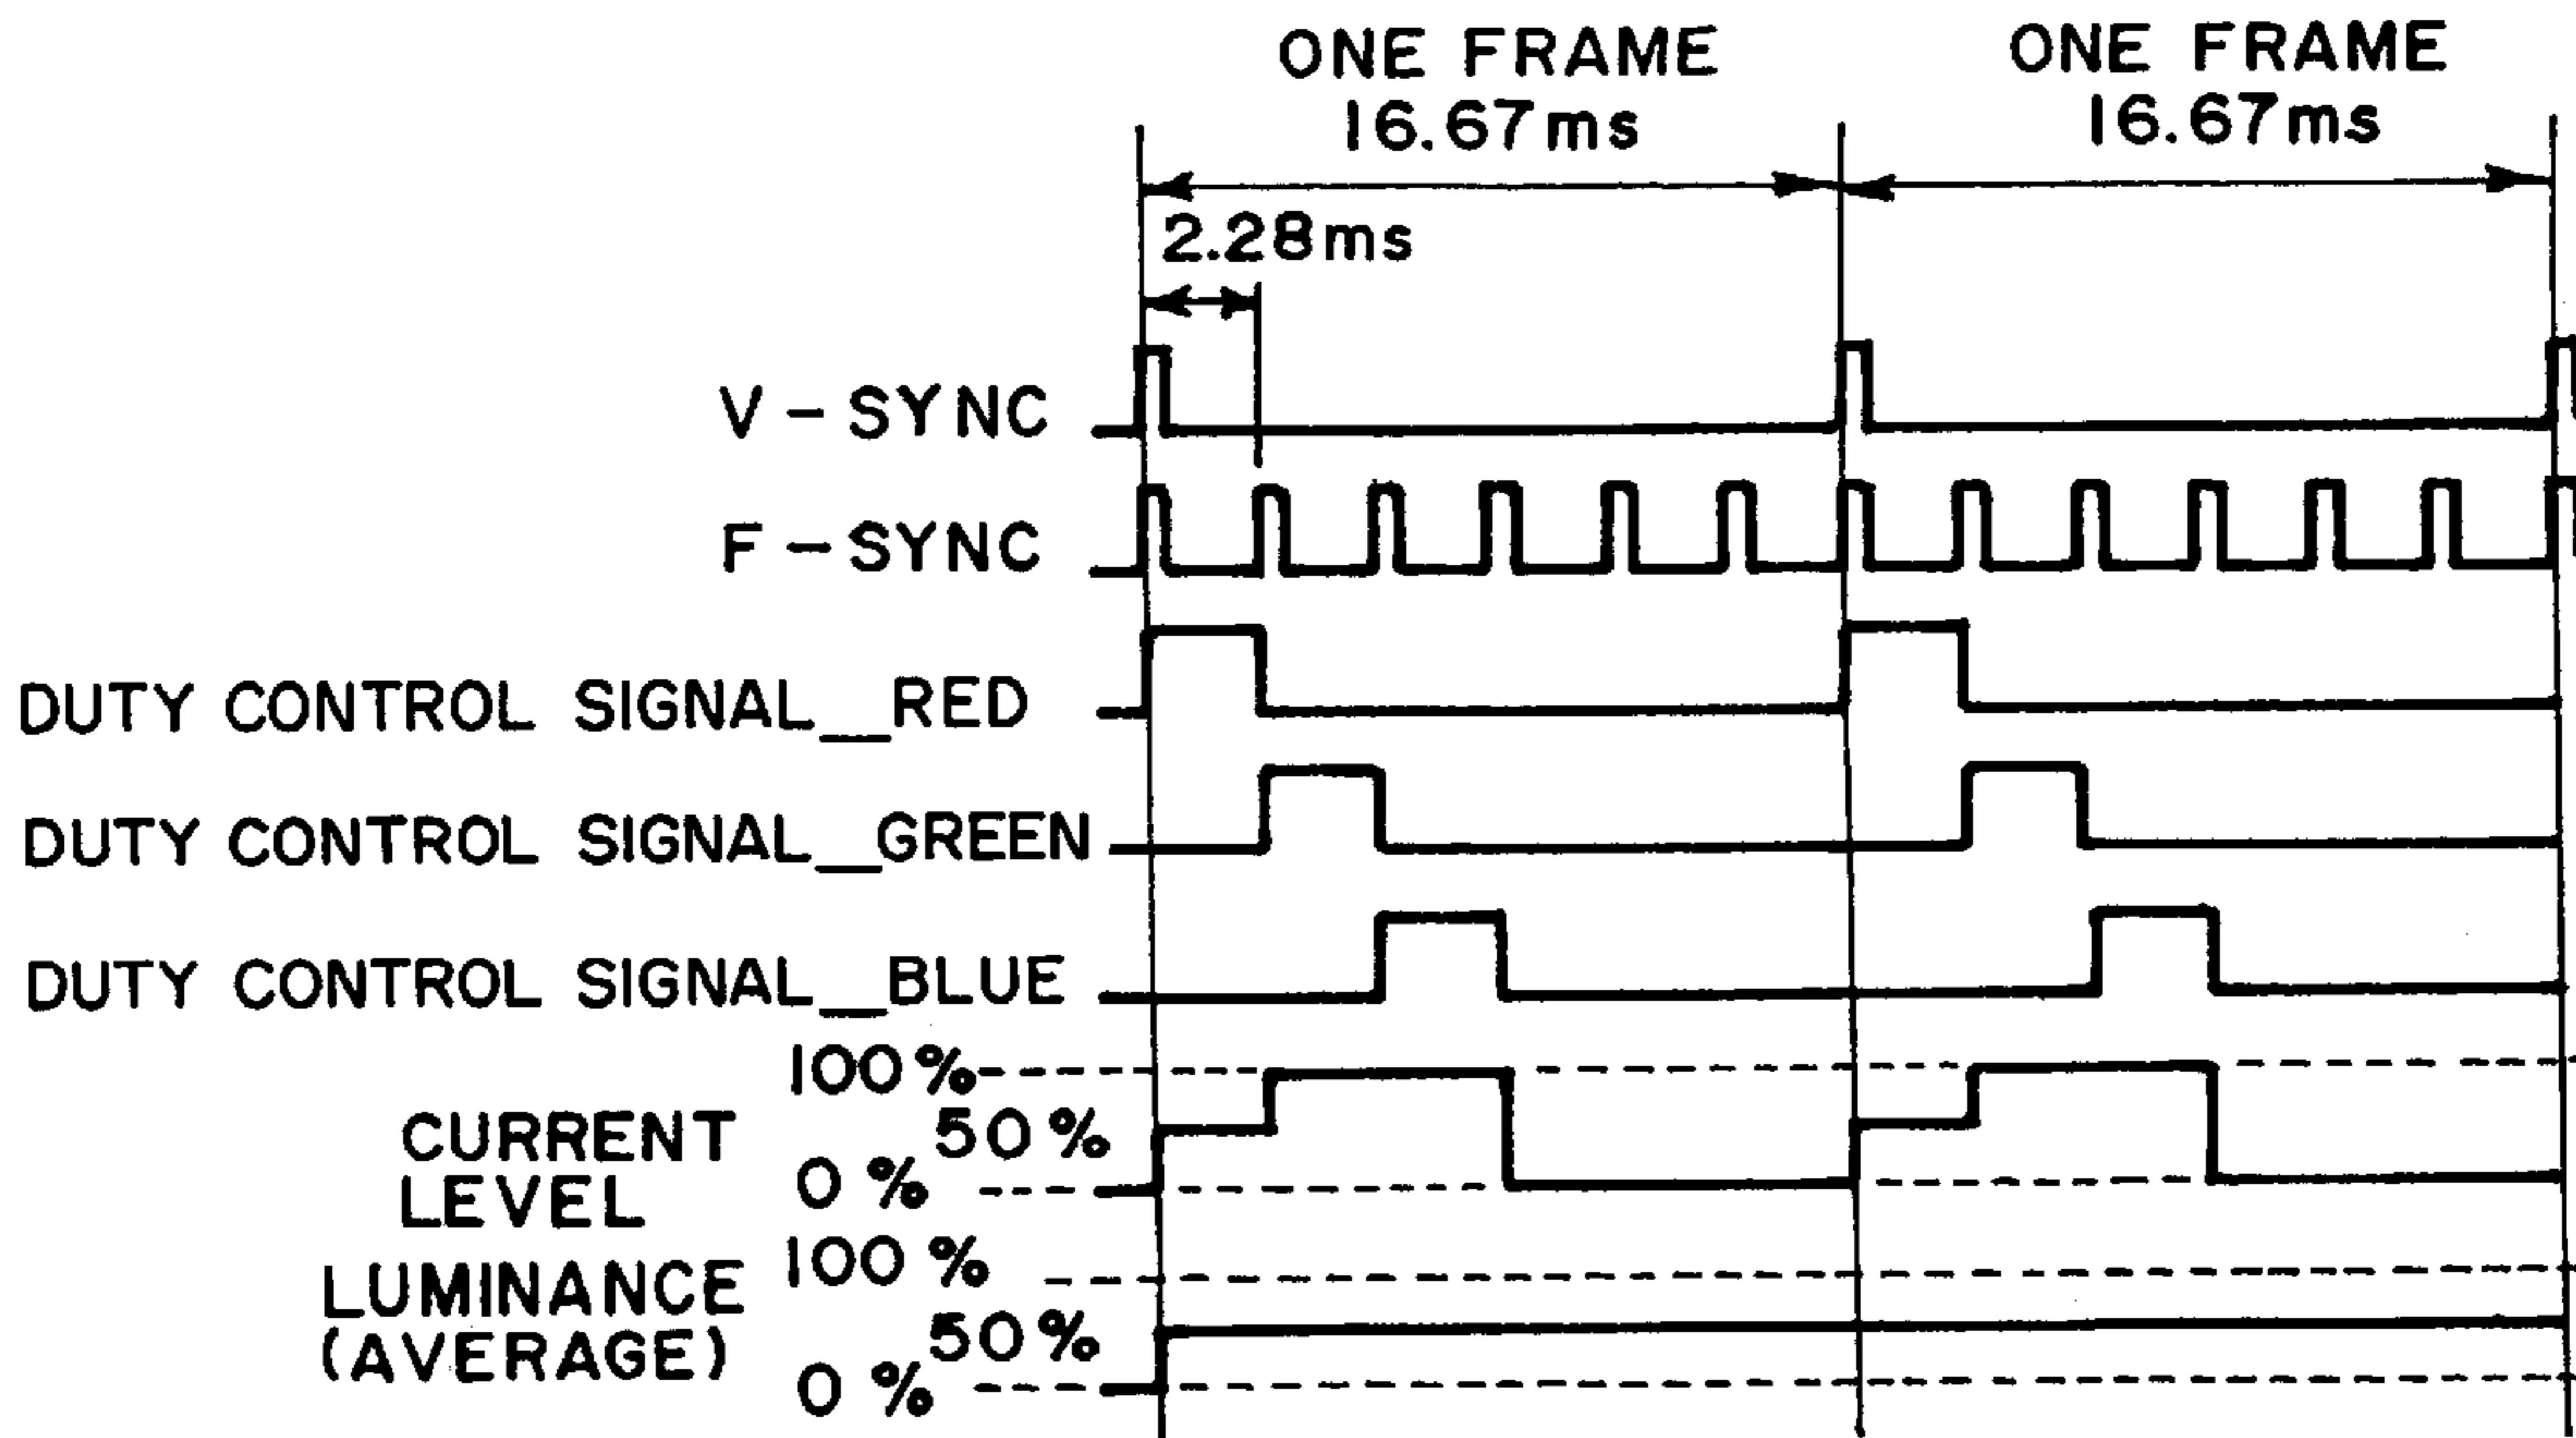 ONE FRAME
16.67ms
ONE FRAME
16.67ms
2.28ms
V-SYNC
F-SYNC
DUTY CONTROL SIGNAL__RED
DUTY CONTROL SIGNAL__GREEN
DUTY CONTROL SIGNAL__BLUE
100%
50%
0%
CURRENT
LEVEL
100%
50%
0%
LUMINANCE
(AVERAGE)